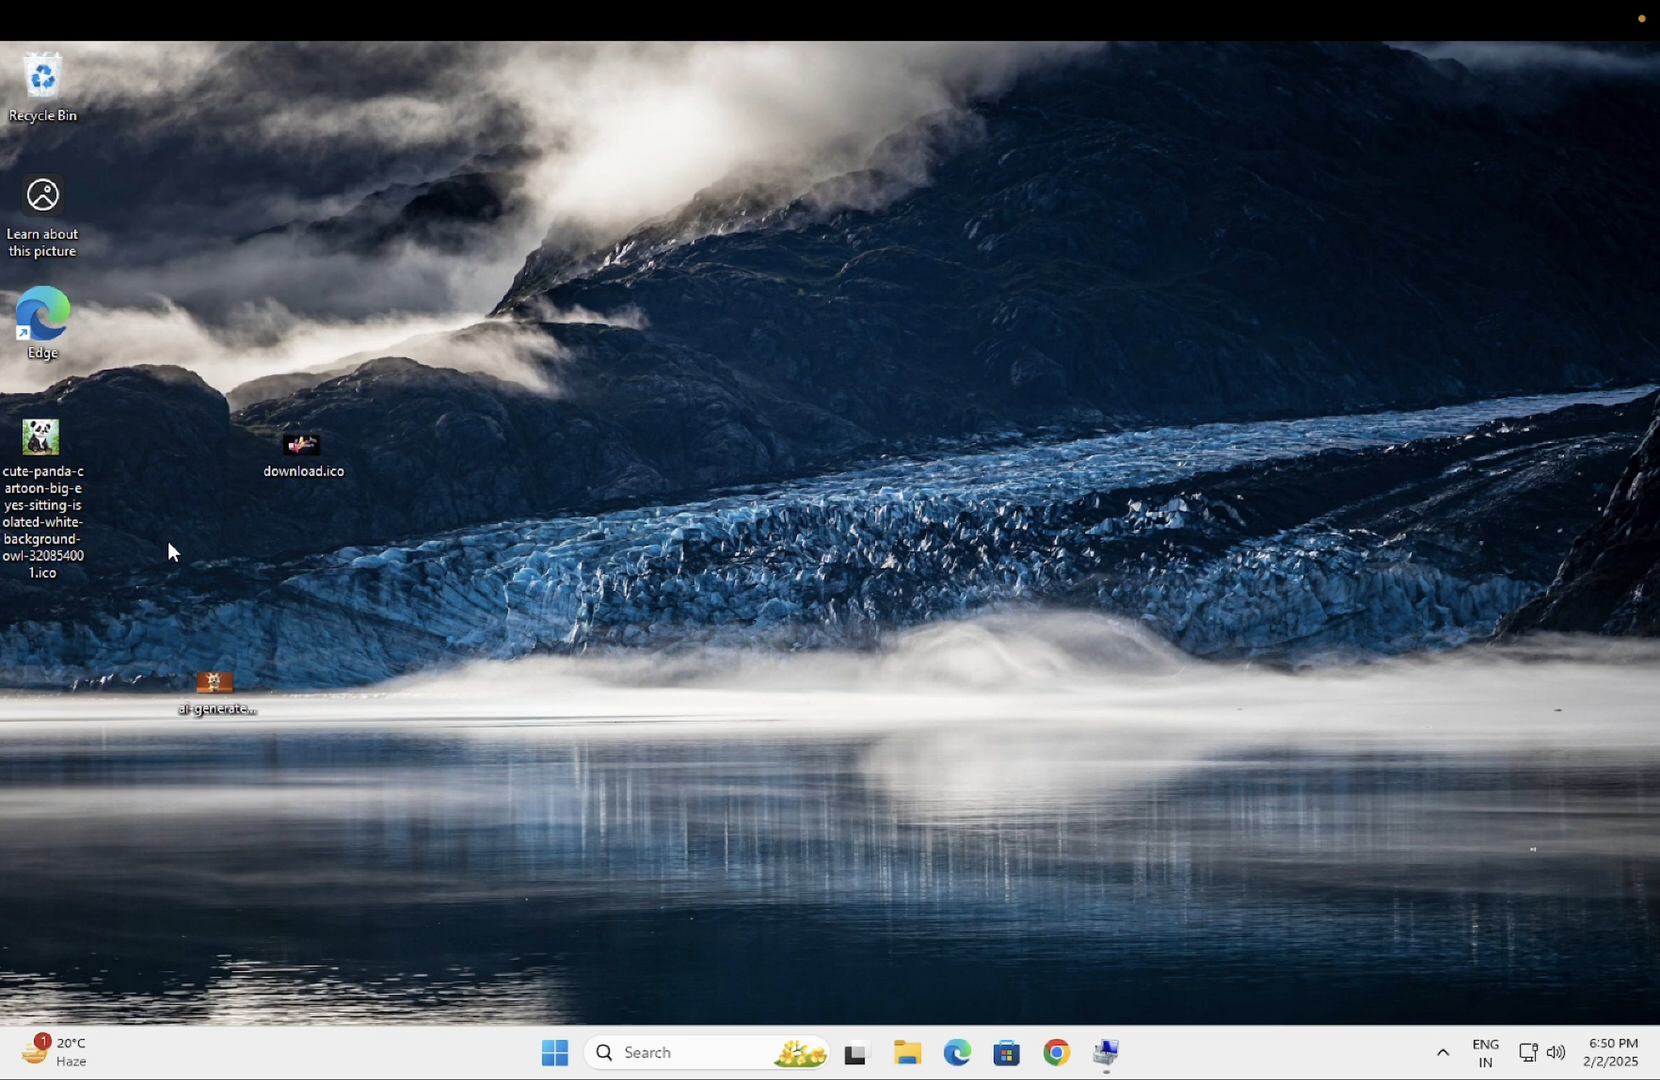 Recycle Bin
Learn about
this picture
Edge
cute-panda-c
artoon-big-e
yes-sitting-is
olated-white-
background-
owl-32085400
1.ico
download.ico
ai-generate...
1
20°C
Haze
Search
ENG
IN
6:50 PM
2/2/2025